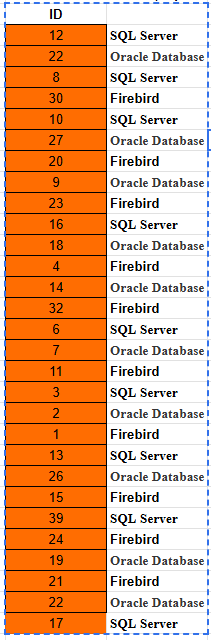 ID
12 SQL Server
22 Oracle Database
8 SQL Server
30 Firebird
10 SQL Server
27 Oracle Database
20 Firebird
9 Oracle Database
23 Firebird
16 SQL Server
18 Oracle Database
4 Firebird
14 Oracle Database
32 Firebird
6 SQL Server
7 Oracle Database
11 Firebird
3 SQL Server
2 Oracle Database
1 Firebird
13 SQL Server
26 Oracle Database
15 Firebird
39 SQL Server
24 Firebird
19 Oracle Database
21 Firebird
22 Oracle Database
17 SQL Server